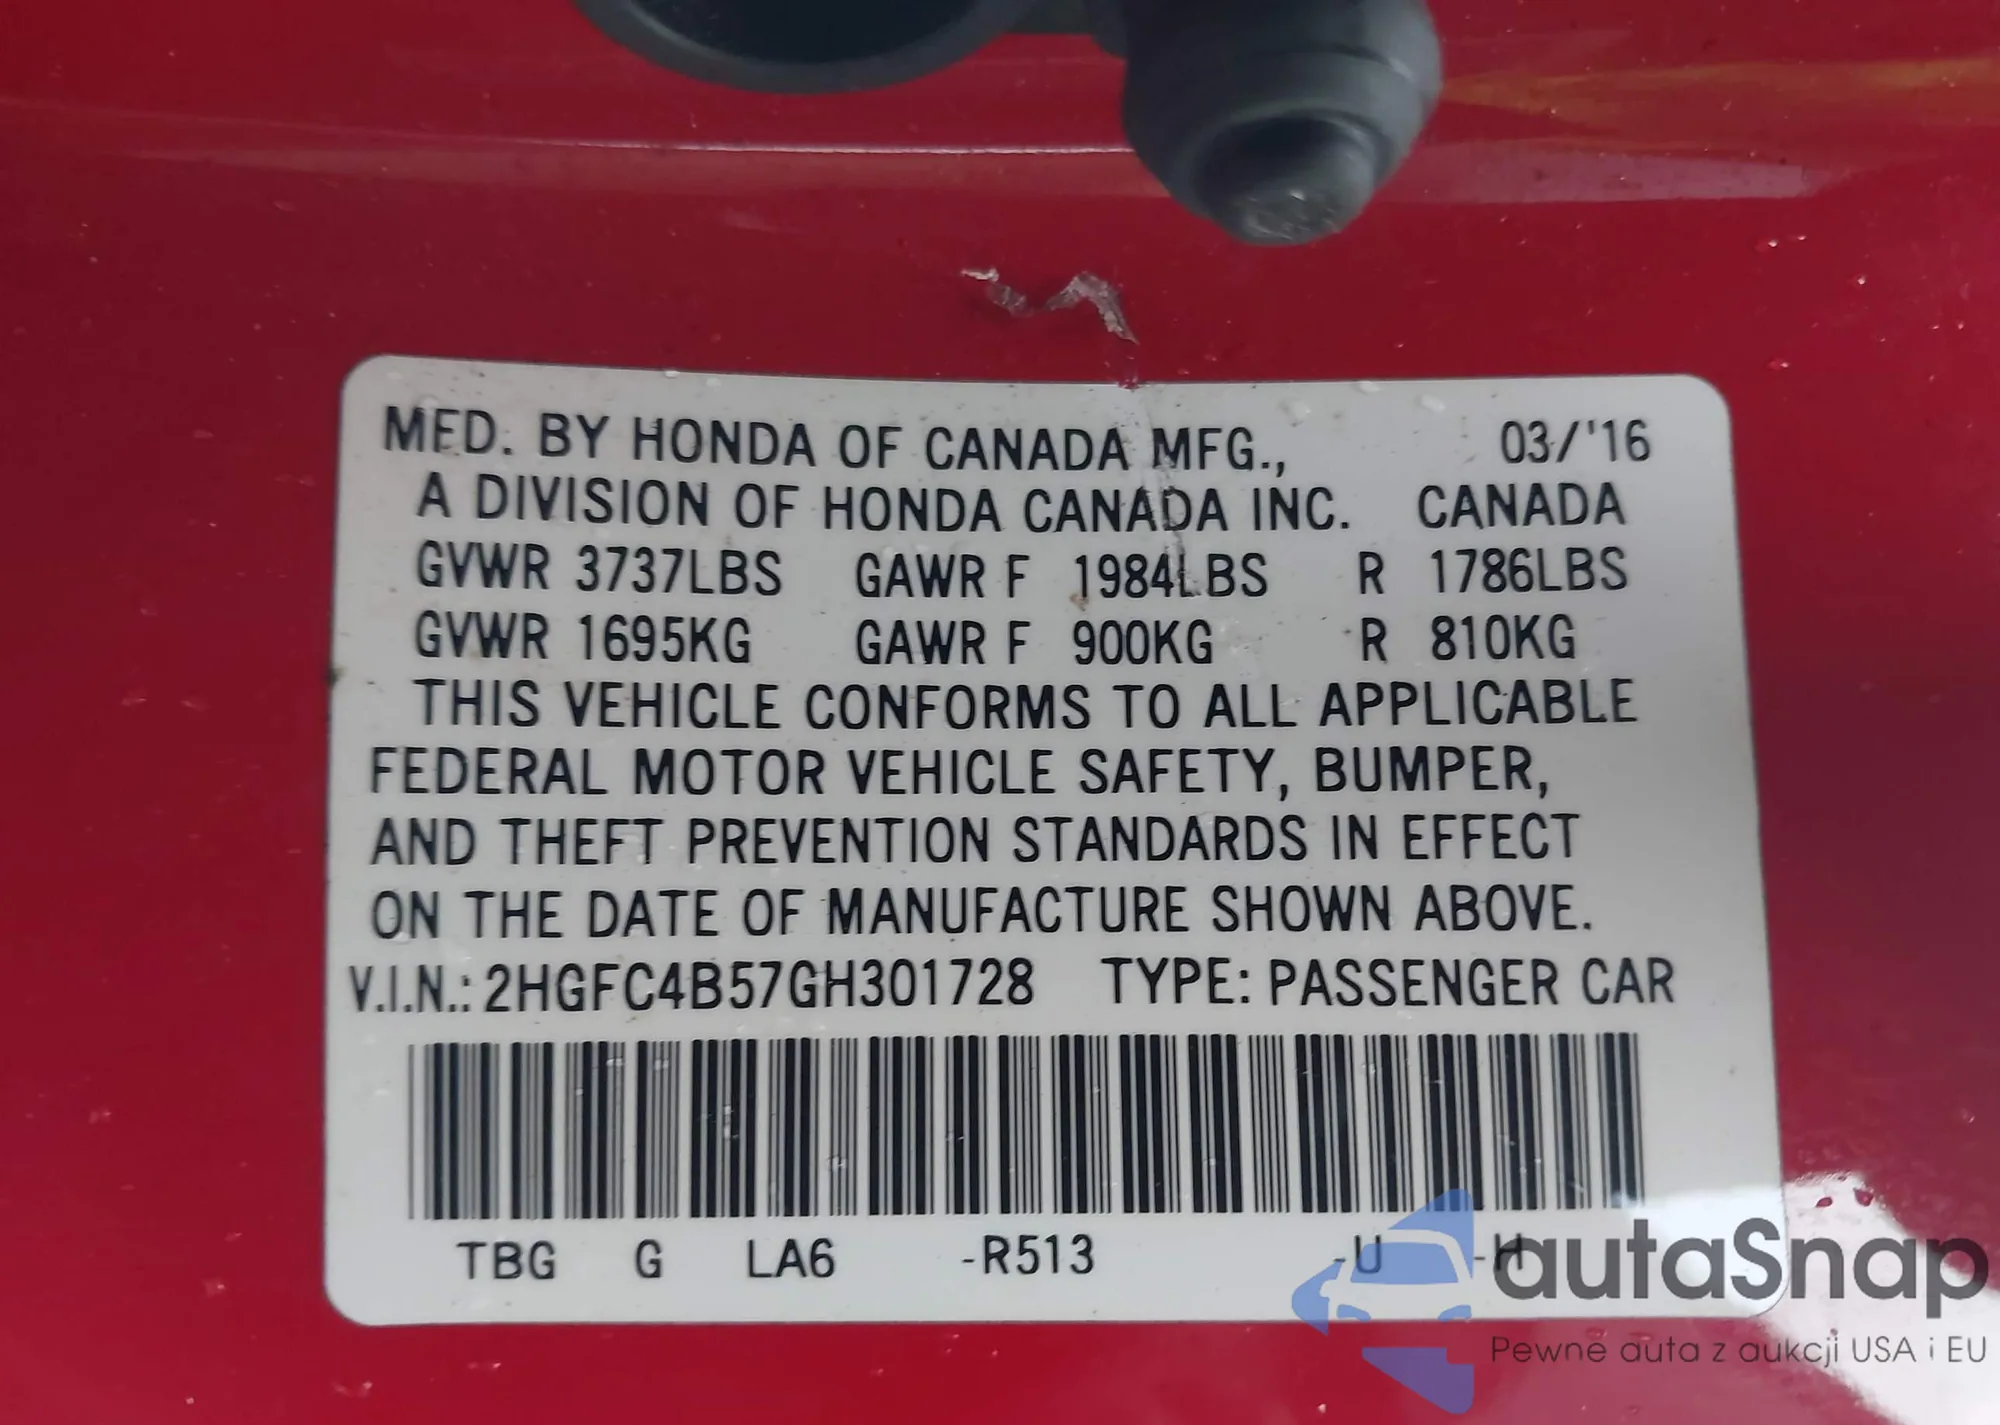 MFD. BY HONDA OF CANADA MFG., 03/'16
A DIVISION OF HONDA CANADA INC. CANADA
GVWR 3737LBS GAWR F 1984LBS R 1786LBS
GVWR 1695KG GAWR F 900KG R 810KG
THIS VEHICLE CONFORMS TO ALL APPLICABLE
FEDERAL MOTOR VEHICLE SAFETY, BUMPER,
AND THEFT PREVENTION STANDARDS IN EFFECT
ON THE DATE OF MANUFACTURE SHOWN ABOVE.
V.I.N.: 2HGFC4B57GH301728 TYPE: PASSENGER CAR
TBG G LA6 -R513 -U -H
autaSnap
Pewne auta z aukcji USA i EU